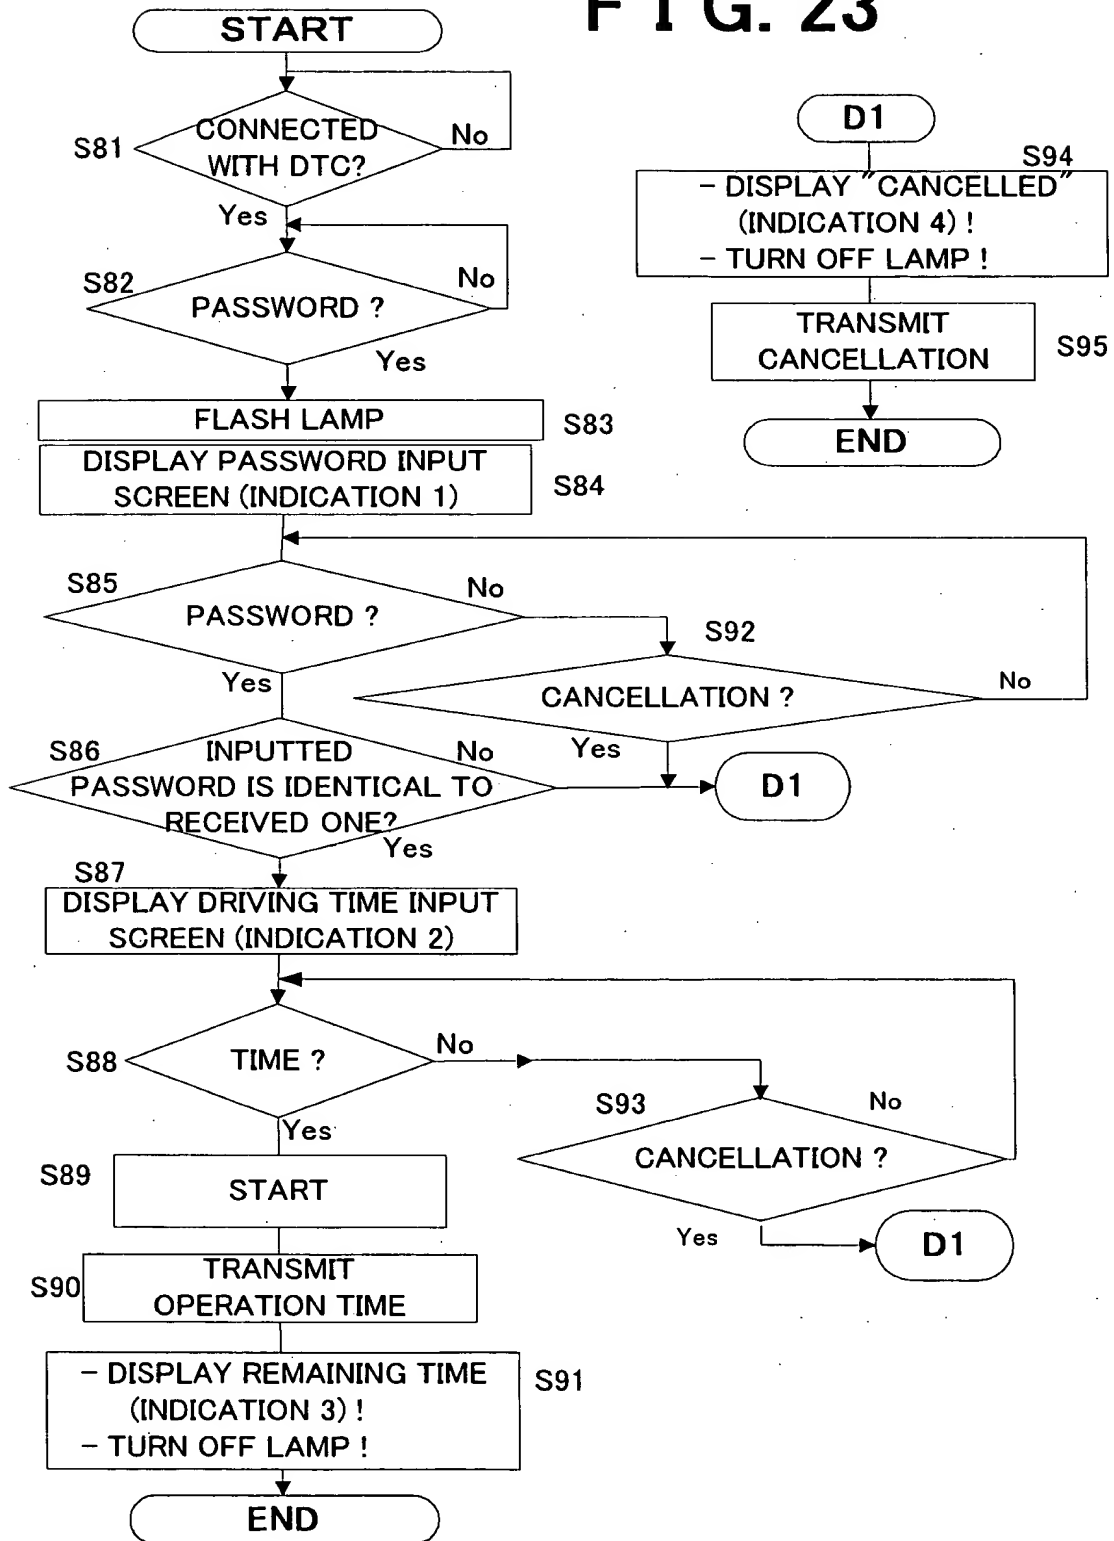 FIG. 23
START
S81
CONNECTED
WITH DTC?
No
Yes
S82
PASSWORD ?
No
Yes
FLASH LAMP
S83
DISPLAY PASSWORD INPUT
SCREEN (INDICATION 1)
S84
S85
PASSWORD ?
No
Yes
S92
CANCELLATION ?
No
Yes
S86
INPUTTED
PASSWORD IS IDENTICAL TO
RECEIVED ONE?
No
Yes
D1
S87
DISPLAY DRIVING TIME INPUT
SCREEN (INDICATION 2)
S88
TIME ?
No
Yes
S93
CANCELLATION ?
No
Yes
D1
S89
START
S90
TRANSMIT
OPERATION TIME
– DISPLAY REMAINING TIME
(INDICATION 3) !
– TURN OFF LAMP !
S91
END
D1
S94
– DISPLAY "CANCELLED"
(INDICATION 4) !
– TURN OFF LAMP !
TRANSMIT
CANCELLATION
S95
END